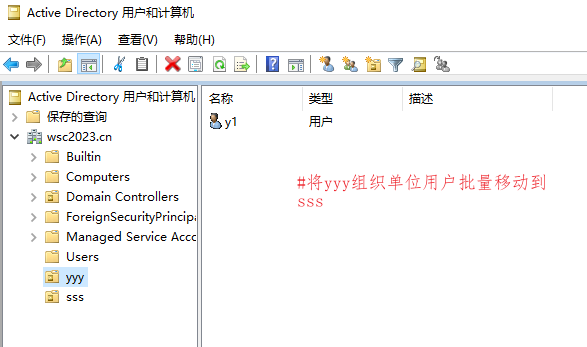 Active Directory 用户和计算机
文件(F) 操作(A) 查看(V) 帮助(H)
Active Directory 用户和计算机
保存的查询
wsc2023.cn
Builtin
Computers
Domain Controllers
ForeignSecurityPrincipa
Managed Service Acco
Users
yyy
sss
名称 类型 描述
y1 用户
#将yyy组织单位用户批量移动到
sss